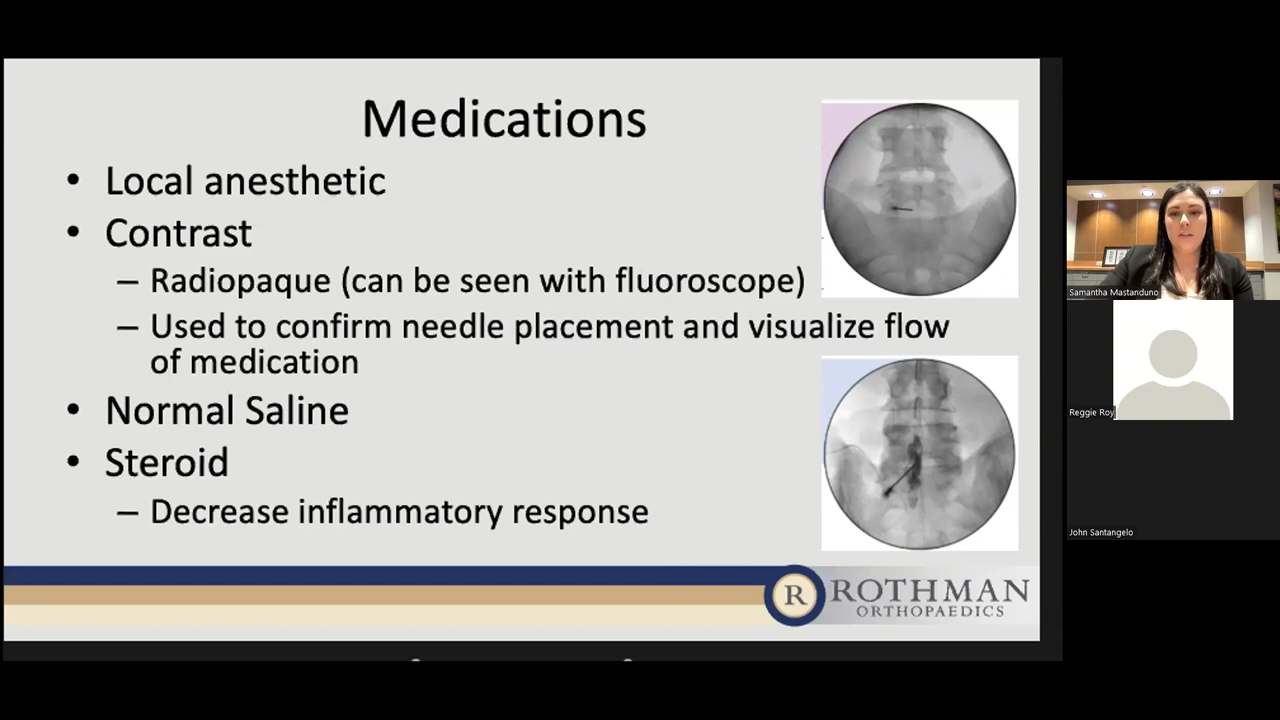 Medications
• Local anesthetic
• Contrast
– Radiopaque (can be seen with fluoroscope)
– Used to confirm needle placement and visualize flow
of medication
• Normal Saline
• Steroid
– Decrease inflammatory response
R ROTHMAN
ORTHOPAEDICS
Samantha Mastanduno
Reggie Roy
John Santangelo